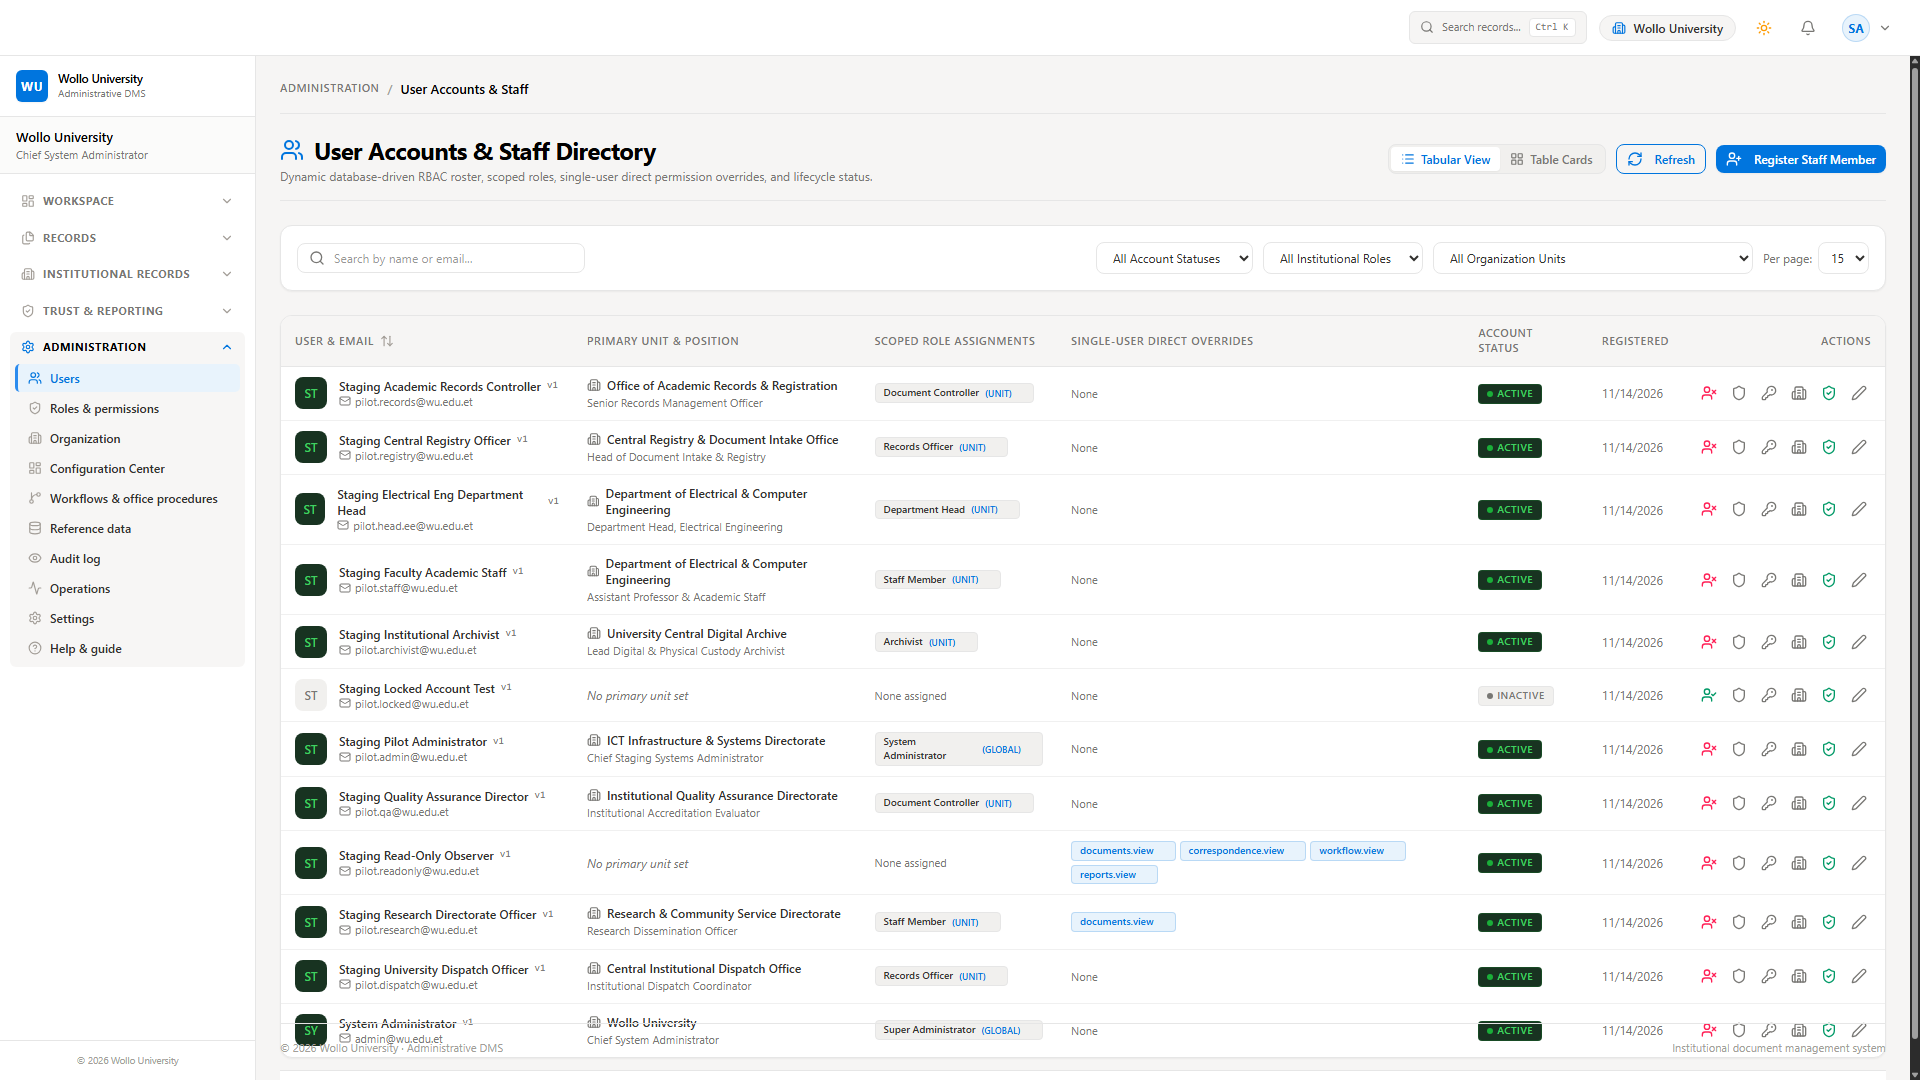 Search records... Ctrl K Wollo University SA
WU Wollo University
Administrative DMS
Wollo University
Chief System Administrator
WORKSPACE
RECORDS
INSTITUTIONAL RECORDS
TRUST & REPORTING
ADMINISTRATION
Users
Roles & permissions
Organization
Configuration Center
Workflows & office procedures
Reference data
Audit log
Operations
Settings
Help & guide
© 2026 Wollo University
ADMINISTRATION / User Accounts & Staff
User Accounts & Staff Directory
Dynamic database-driven RBAC roster, scoped roles, single-user direct permission overrides, and lifecycle status.
Tabular View Table Cards Refresh Register Staff Member
Search by name or email... All Account Statuses All Institutional Roles All Organization Units Per page: 15
USER & EMAIL PRIMARY UNIT & POSITION SCOPED ROLE ASSIGNMENTS SINGLE-USER DIRECT OVERRIDES ACCOUNT STATUS REGISTERED ACTIONS
ST Staging Academic Records Controller v1 Office of Academic Records & Registration Document Controller (UNIT) None ACTIVE 11/14/2026
pilot.records@wu.edu.et Senior Records Management Officer
ST Staging Central Registry Officer v1 Central Registry & Document Intake Office Records Officer (UNIT) None ACTIVE 11/14/2026
pilot.registry@wu.edu.et Head of Document Intake & Registry
ST Staging Electrical Eng Department Head v1 Department of Electrical & Computer Engineering Department Head (UNIT) None ACTIVE 11/14/2026
pilot.head.ee@wu.edu.et Department Head, Electrical Engineering
ST Staging Faculty Academic Staff v1 Department of Electrical & Computer Engineering Staff Member (UNIT) None ACTIVE 11/14/2026
pilot.staff@wu.edu.et Assistant Professor & Academic Staff
ST Staging Institutional Archivist v1 University Central Digital Archive Archivist (UNIT) None ACTIVE 11/14/2026
pilot.archivist@wu.edu.et Lead Digital & Physical Custody Archivist
ST Staging Locked Account Test v1 No primary unit set None assigned None INACTIVE 11/14/2026
pilot.locked@wu.edu.et
ST Staging Pilot Administrator v1 ICT Infrastructure & Systems Directorate System Administrator (GLOBAL) None ACTIVE 11/14/2026
pilot.admin@wu.edu.et Chief Staging Systems Administrator
ST Staging Quality Assurance Director v1 Institutional Quality Assurance Directorate Document Controller (UNIT) None ACTIVE 11/14/2026
pilot.qa@wu.edu.et Institutional Accreditation Evaluator
ST Staging Read-Only Observer v1 No primary unit set None assigned documents.view correspondence.view workflow.view reports.view ACTIVE 11/14/2026
pilot.readonly@wu.edu.et
ST Staging Research Directorate Officer v1 Research & Community Service Directorate Staff Member (UNIT) documents.view ACTIVE 11/14/2026
pilot.research@wu.edu.et Research Dissemination Officer
ST Staging University Dispatch Officer v1 Central Institutional Dispatch Office Records Officer (UNIT) None ACTIVE 11/14/2026
pilot.dispatch@wu.edu.et Institutional Dispatch Coordinator
SY System Administrator v1 Wollo University Super Administrator (GLOBAL) None ACTIVE 11/14/2026
admin@wu.edu.et Chief System Administrator
© 2026 Wollo University · Administrative DMS Institutional document management system